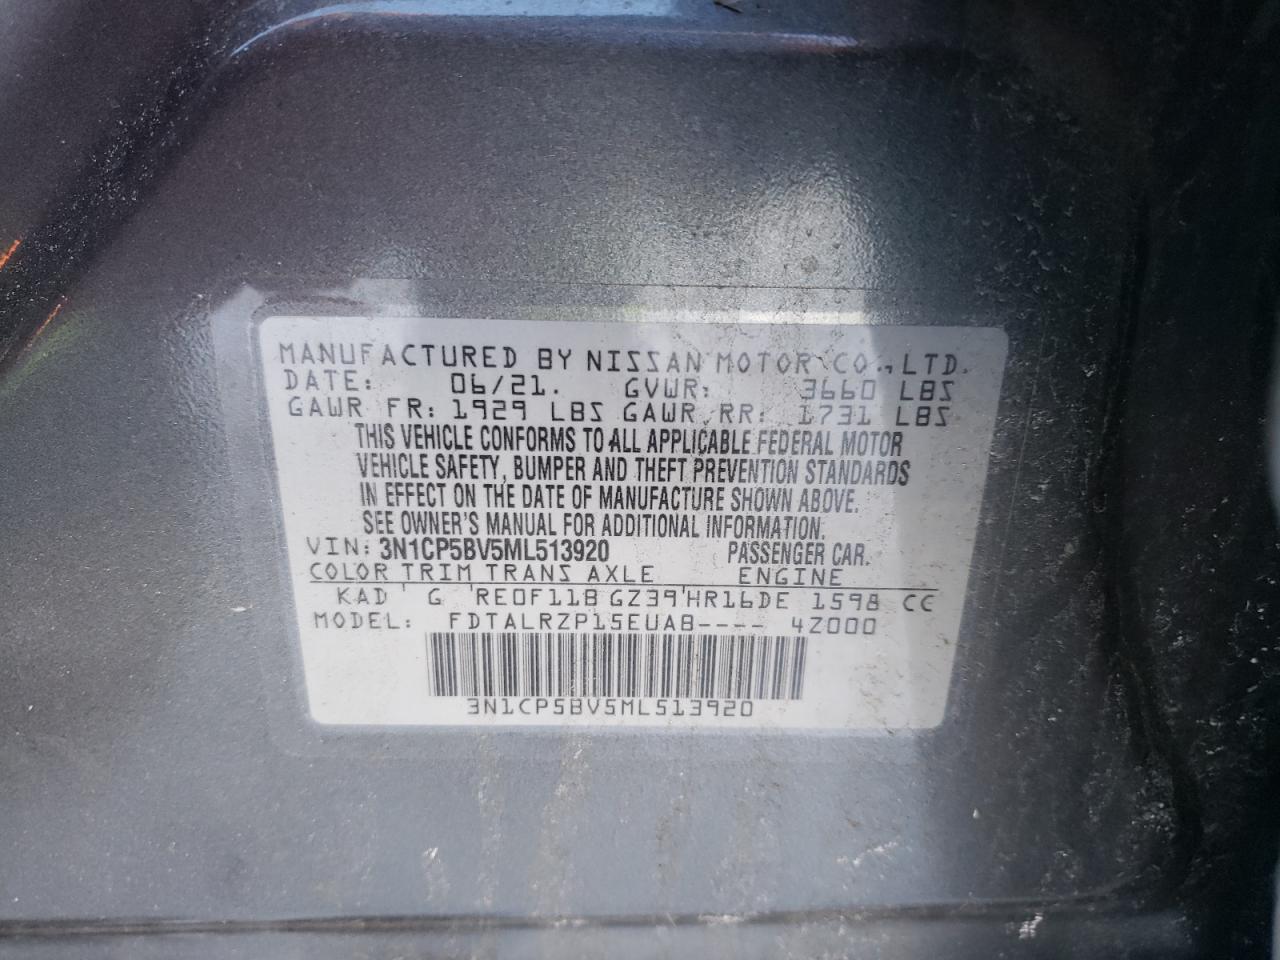 MANUFACTURED BY NISSAN MOTOR CO., LTD.
DATE: 06/21. GVWR: 3660 LBS
GAWR FR: 1929 LBS GAWR RR: 1731 LBS
THIS VEHICLE CONFORMS TO ALL APPLICABLE FEDERAL MOTOR
VEHICLE SAFETY, BUMPER AND THEFT PREVENTION STANDARDS
IN EFFECT ON THE DATE OF MANUFACTURE SHOWN ABOVE.
SEE OWNER'S MANUAL FOR ADDITIONAL INFORMATION.
VIN: 3N1CP5BV5ML513920 PASSENGER CAR.
COLOR TRIM TRANS AXLE ENGINE
KAD G RE0F11B GZ39 HR16DE 1598 CC
MODEL: FDTALRZP15EUAB---- 4Z000
3N1CP5BV5ML513920